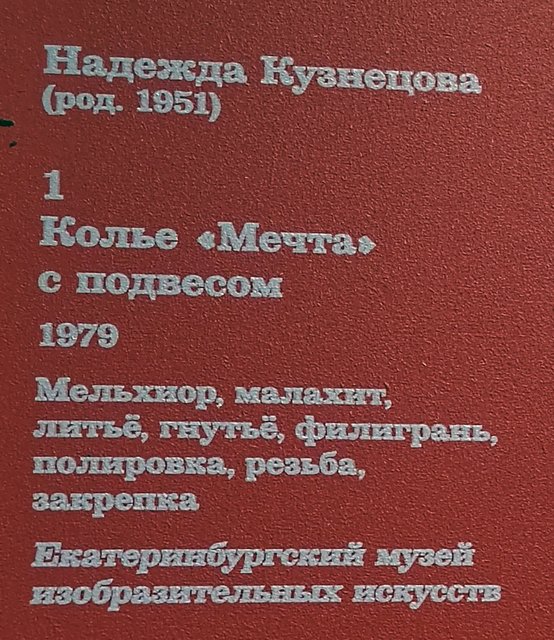 Надежда Кузнецова
(род. 1951)
1
Колье «Мечта»
с подвесом
1979
Мельхиор, малахит,
литьё, гнутьё, филигрань,
полировка, резьба,
закрепка
Екатеринбургский музей
изобразительных искусств